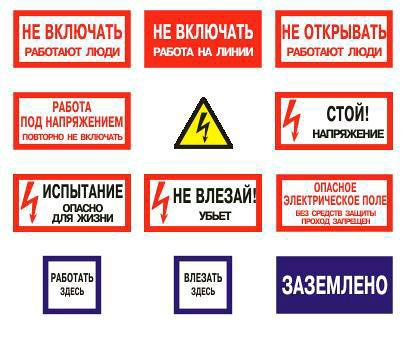 НЕ ВКЛЮЧАТЬ
РАБОТАЮТ ЛЮДИ
НЕ ВКЛЮЧАТЬ
РАБОТА НА ЛИНИИ
НЕ ОТКРЫВАТЬ
РАБОТАЮТ ЛЮДИ
РАБОТА
ПОД НАПРЯЖЕНИЕМ
ПОВТОРНО НЕ ВКЛЮЧАТЬ
СТОЙ!
НАПРЯЖЕНИЕ
ИСПЫТАНИЕ
ОПАСНО
ДЛЯ ЖИЗНИ
НЕ ВЛЕЗАЙ!
УБЬЕТ
ОПАСНОЕ
ЭЛЕКТРИЧЕСКОЕ ПОЛЕ
БЕЗ СРЕДСТВ ЗАЩИТЫ
ПРОХОД ЗАПРЕЩЕН
РАБОТАТЬ
ЗДЕСЬ
ВЛЕЗАТЬ
ЗДЕСЬ
ЗАЗЕМЛЕНО